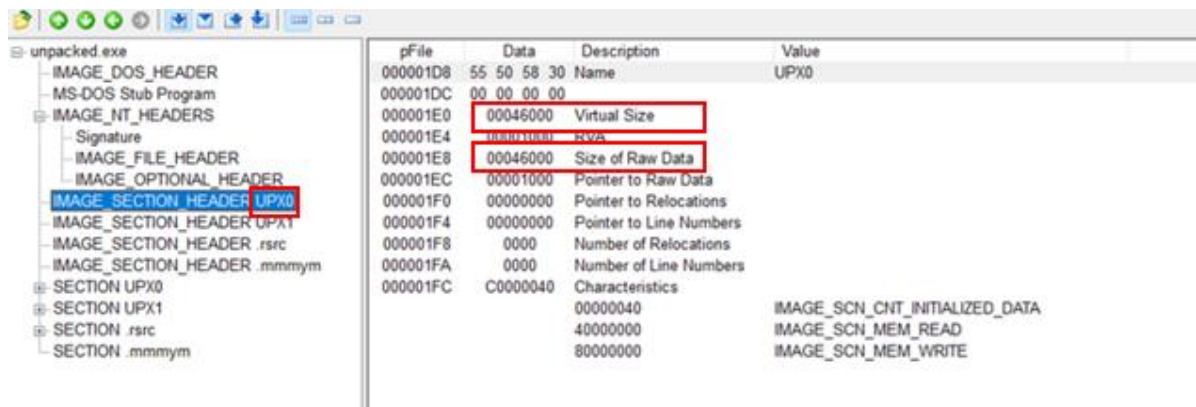 unpacked.exe
IMAGE_DOS_HEADER
MS-DOS Stub Program
IMAGE_NT_HEADERS
Signature
IMAGE_FILE_HEADER
IMAGE_OPTIONAL_HEADER
IMAGE_SECTION_HEADER UPX0
IMAGE_SECTION_HEADER UPX1
IMAGE_SECTION_HEADER .rsrc
IMAGE_SECTION_HEADER .mmmym
SECTION UPX0
SECTION UPX1
SECTION .rsrc
SECTION .mmmym
pFile Data Description Value
000001D8 55 50 58 30 Name UPX0
000001DC 00 00 00 00
000001E0 00046000 Virtual Size
000001E4 00001000 RVA
000001E8 00046000 Size of Raw Data
000001EC 00001000 Pointer to Raw Data
000001F0 00000000 Pointer to Relocations
000001F4 00000000 Pointer to Line Numbers
000001F8 0000 Number of Relocations
000001FA 0000 Number of Line Numbers
000001FC C0000040 Characteristics
00000040 IMAGE_SCN_CNT_INITIALIZED_DATA
40000000 IMAGE_SCN_MEM_READ
80000000 IMAGE_SCN_MEM_WRITE